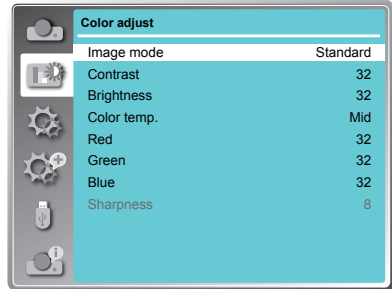 Color adjust
Image mode Standard
Contrast 32
Brightness 32
Color temp. Mid
Red 32
Green 32
Blue 32
Sharpness 8